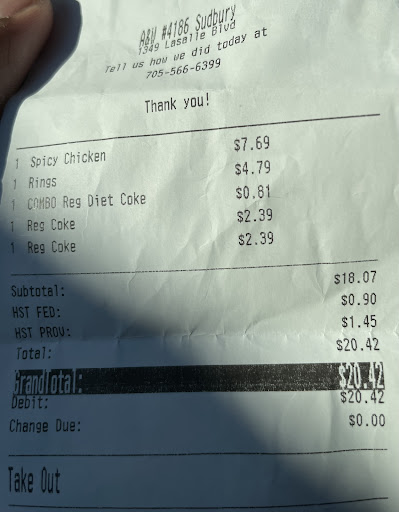 A&W #4186 Sudbury
1349 Lasalle Blvd
Tell us how we did today at
705-566-6399
Thank you!
1 Spicy Chicken $7.69
1 Rings $4.79
1 COMBO Reg Diet Coke $0.81
1 Reg Coke $2.39
1 Reg Coke $2.39
Subtotal: $18.07
HST FED: $0.90
HST PROV: $1.45
Total: $20.42
GrandTotal: $20.42
Debit: $20.42
Change Due: $0.00
Take Out